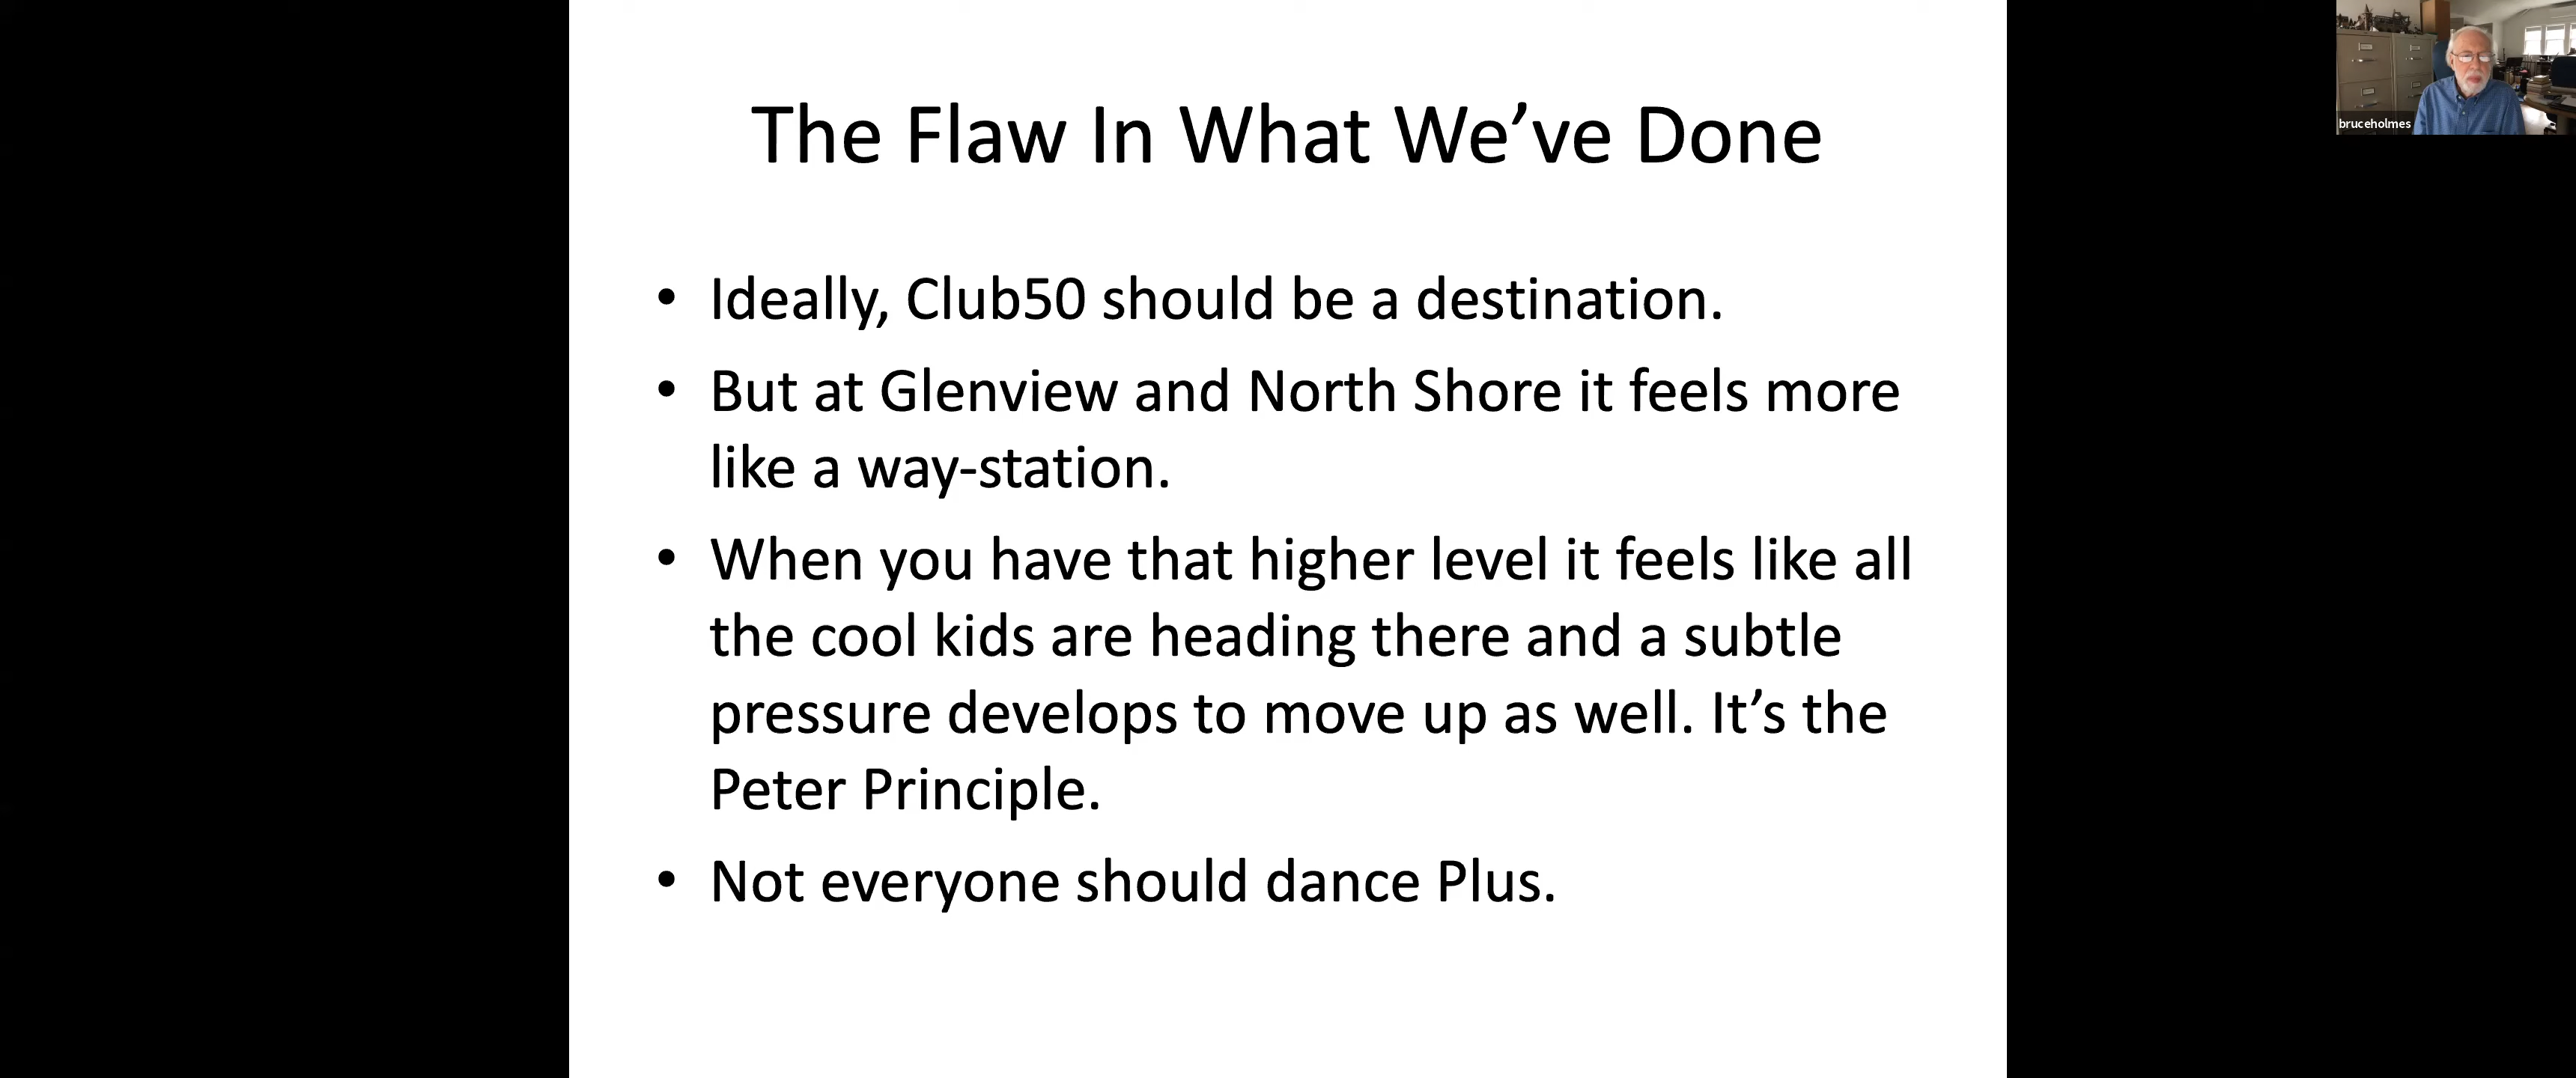 The Flaw In What We’ve Done
• Ideally, Club50 should be a destination.
• But at Glenview and North Shore it feels more
like a way-station.
• When you have that higher level it feels like all
the cool kids are heading there and a subtle
pressure develops to move up as well. It’s the
Peter Principle.
• Not everyone should dance Plus.
bruceholmes